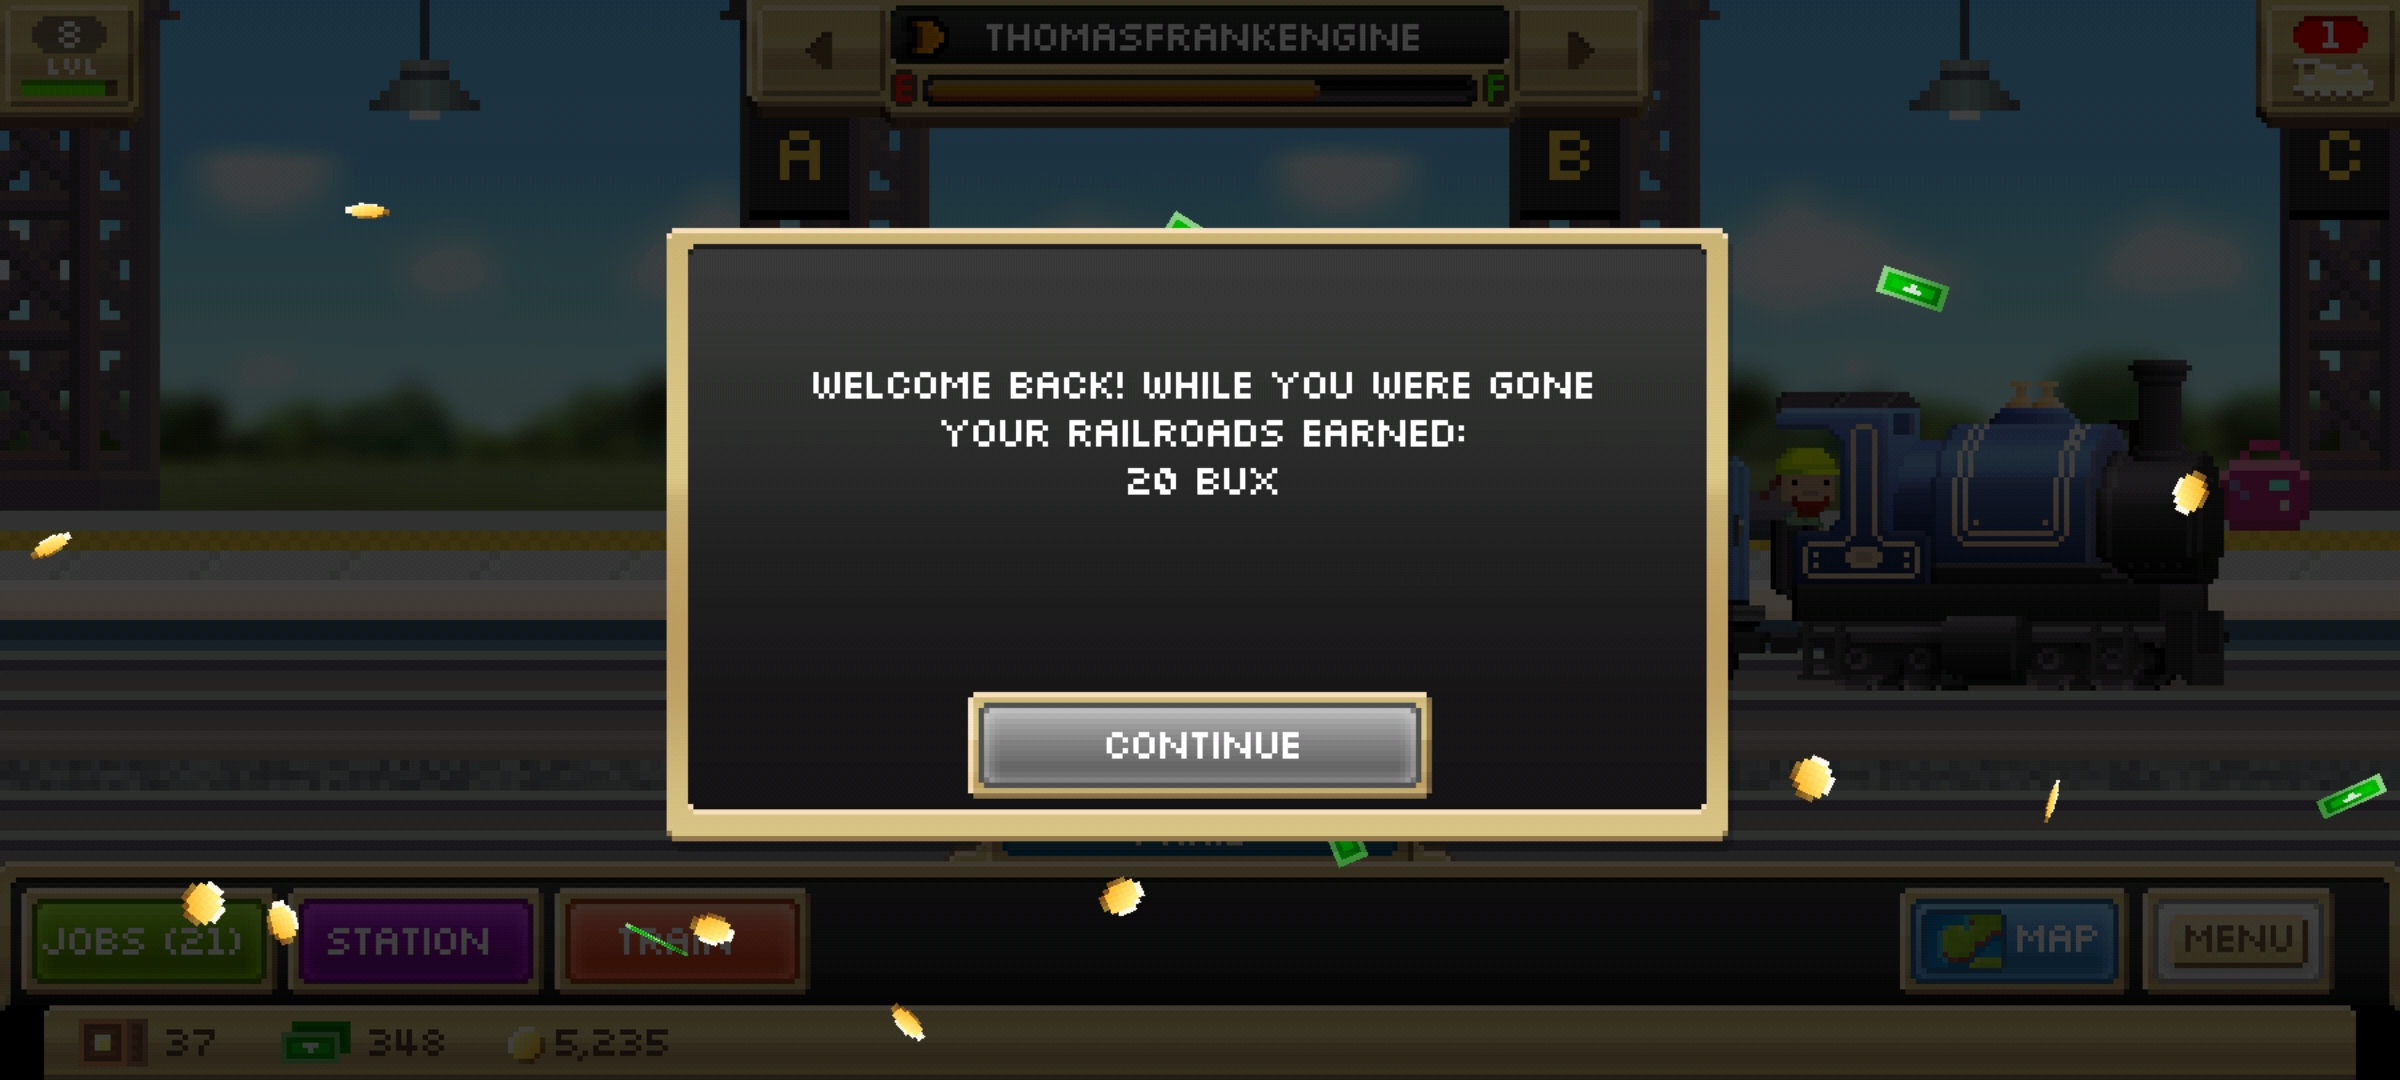 8
LVL
THOMASFRANKENGINE
E
F
1
A
B
C
WELCOME BACK! WHILE YOU WERE GONE
YOUR RAILROADS EARNED:
20 BUX
CONTINUE
JOBS (21)
STATION
TRAIN
MAP
MENU
37
348
5,235